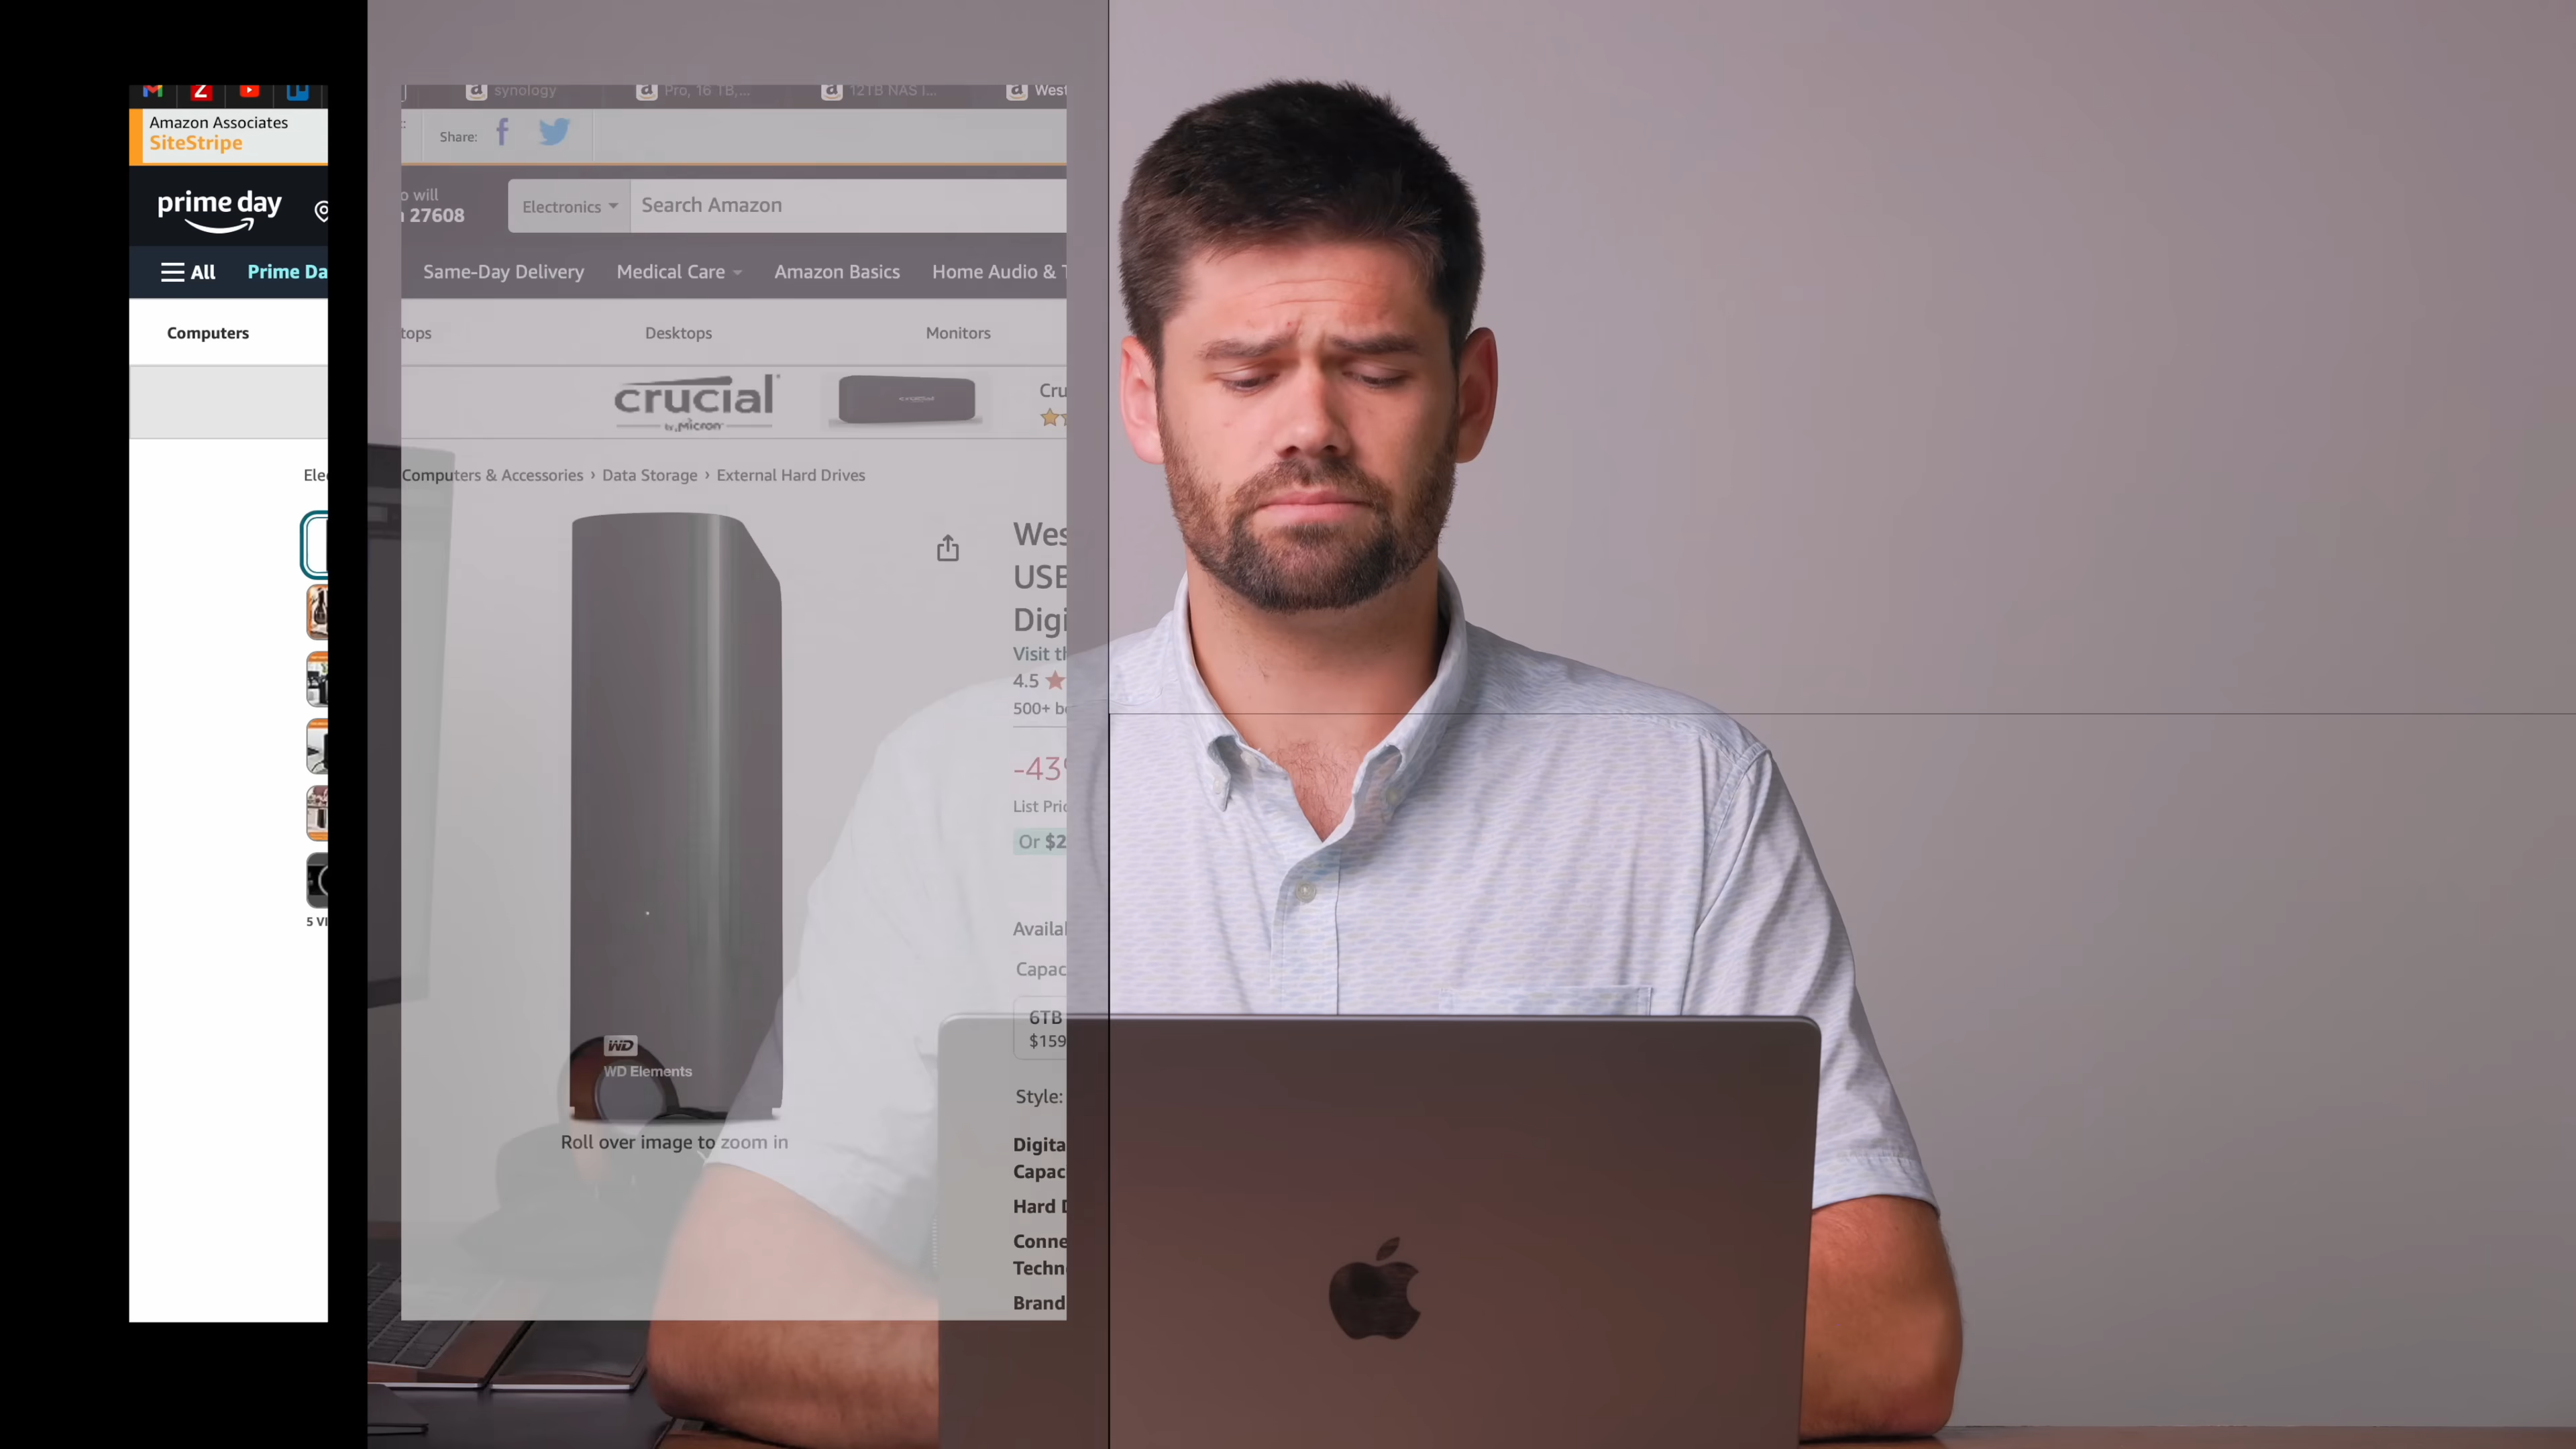 synology
Pro, 16 TB,...
12TB NAS I...
West
Amazon Associates
SiteStripe
Share:
prime day
o will
27608
Electronics
Search Amazon
All
Prime Da
Same-Day Delivery
Medical Care
Amazon Basics
Home Audio & T
Computers
tops
Desktops
Monitors
crucial
by Micron
Cru
Ele
Computers & Accessories › Data Storage › External Hard Drives
Wes
USB
Digi
Visit th
4.5
500+ b
-43
List Pric
Or $2
5 VI
Availal
Capac
6TB
$159
WD
WD Elements
Style:
Roll over image to zoom in
Digita
Capac
Hard D
Conne
Techn
Brand